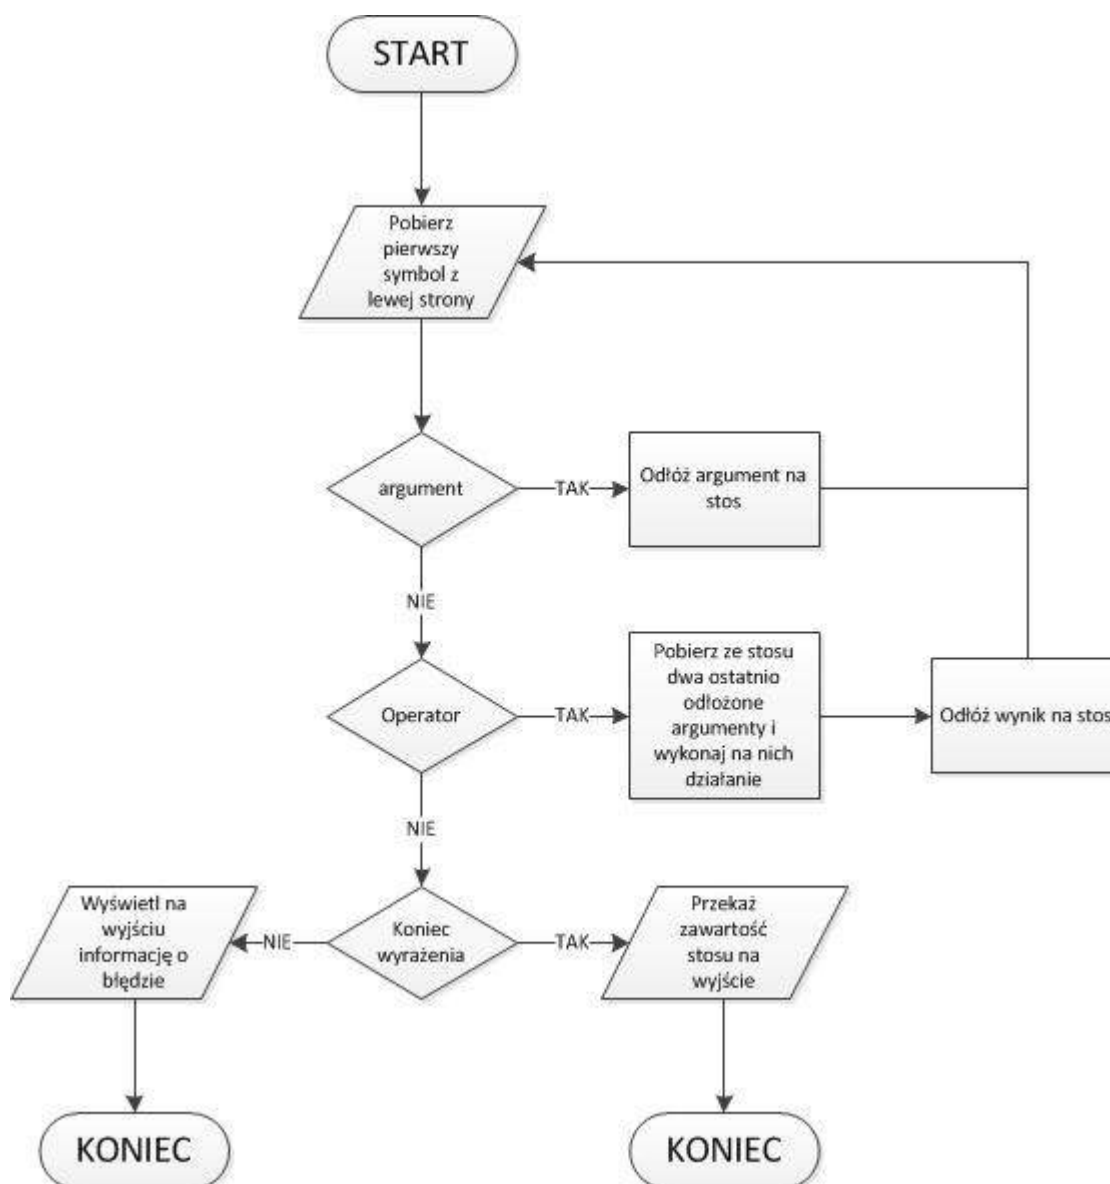 START
Pobierz
pierwszy
symbol z
lewej strony
argument
TAK
Odłóż argument na
stos
NIE
Operator
TAK
Pobierz ze stosu
dwa ostatnio
odłożone
argumenty i
wykonaj na nich
działanie
Odłóż wynik na stos
NIE
Koniec
wyrażenia
NIE
Wyświetl na
wyjściu
informację o
błędzie
TAK
Przekaż
zawartość
stosu na
wyjście
KONIEC
KONIEC